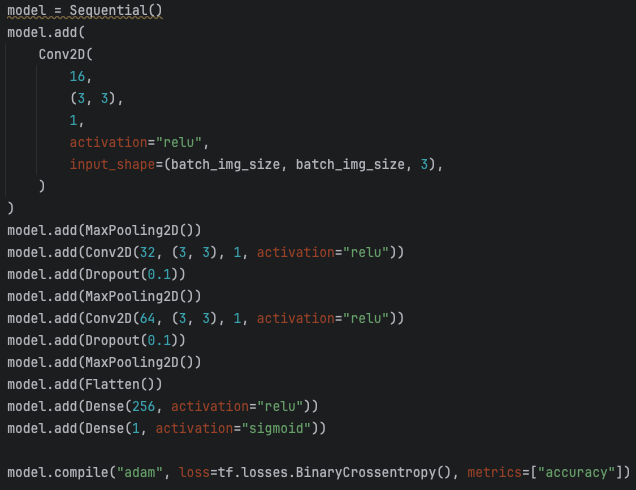 model = Sequential()
model.add(
    Conv2D(
        16,
        (3, 3),
        1,
        activation="relu",
        input_shape=(batch_img_size, batch_img_size, 3),
    )
)
model.add(MaxPooling2D())
model.add(Conv2D(32, (3, 3), 1, activation="relu"))
model.add(Dropout(0.1))
model.add(MaxPooling2D())
model.add(Conv2D(64, (3, 3), 1, activation="relu"))
model.add(Dropout(0.1))
model.add(MaxPooling2D())
model.add(Flatten())
model.add(Dense(256, activation="relu"))
model.add(Dense(1, activation="sigmoid"))

model.compile("adam", loss=tf.losses.BinaryCrossentropy(), metrics=["accuracy"])